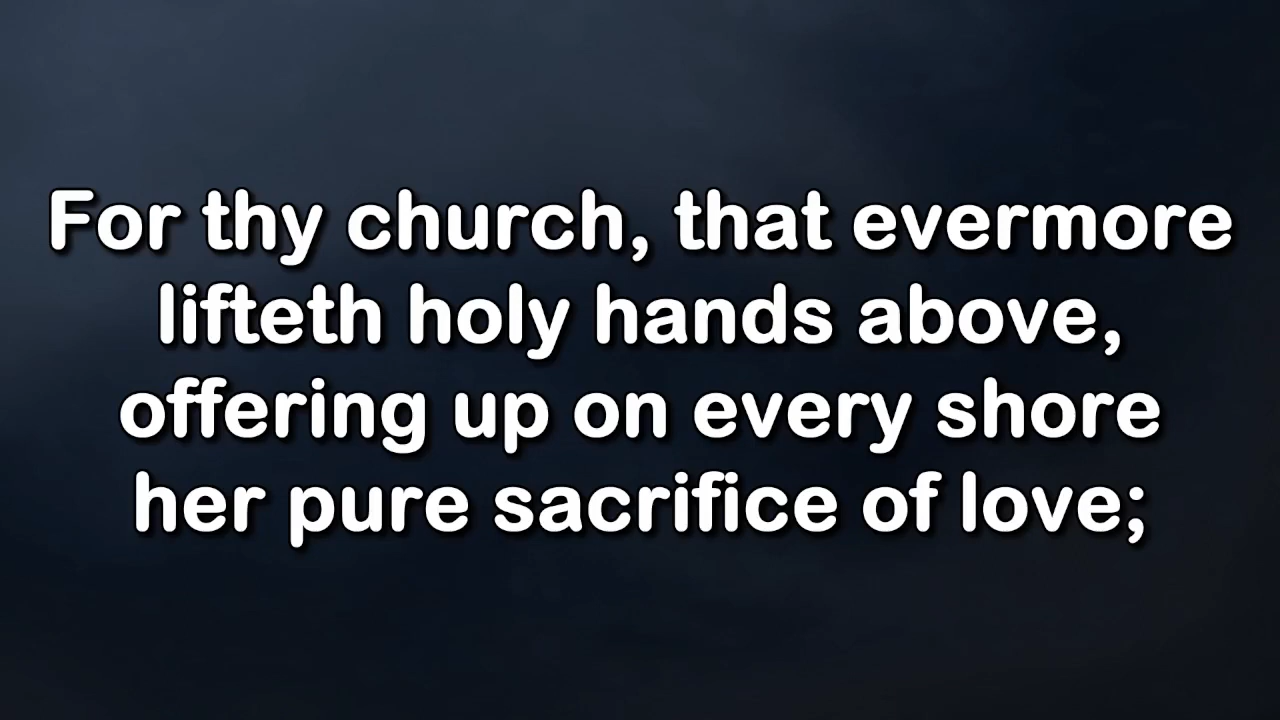 For thy church, that evermore
lifteth holy hands above,
offering up on every shore
her pure sacrifice of love;